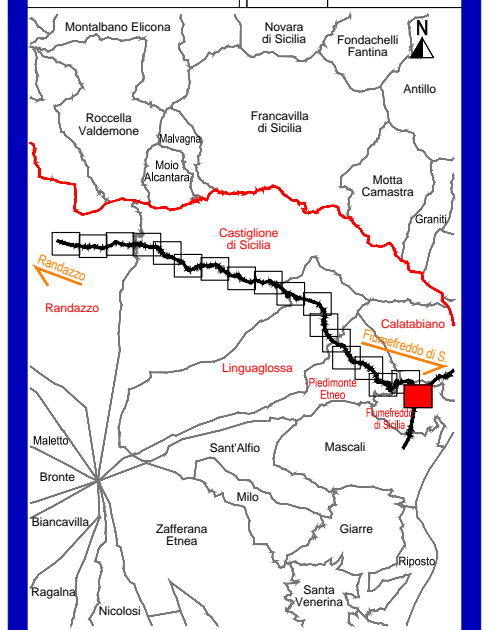 Montalbano Elicona
Novara
di Sicilia
Fondachelli
Fantina
N
Antillo
Roccella
Valdemone
Malvagna
Francavilla
di Sicilia
Moio
Alcantara
Motta
Camastra
Graniti
Castiglione
di Sicilia
Randazzo
Randazzo
Calatabiano
Fiumefreddo di S.
Linguaglossa
Piedimonte
Etneo
Fiumefreddo
di Sicilia
Maletto
Sant'Alfio
Mascali
Bronte
Milo
Biancavilla
Zafferana
Etnea
Giarre
Riposto
Ragalna
Santa
Venerina
Nicolosi